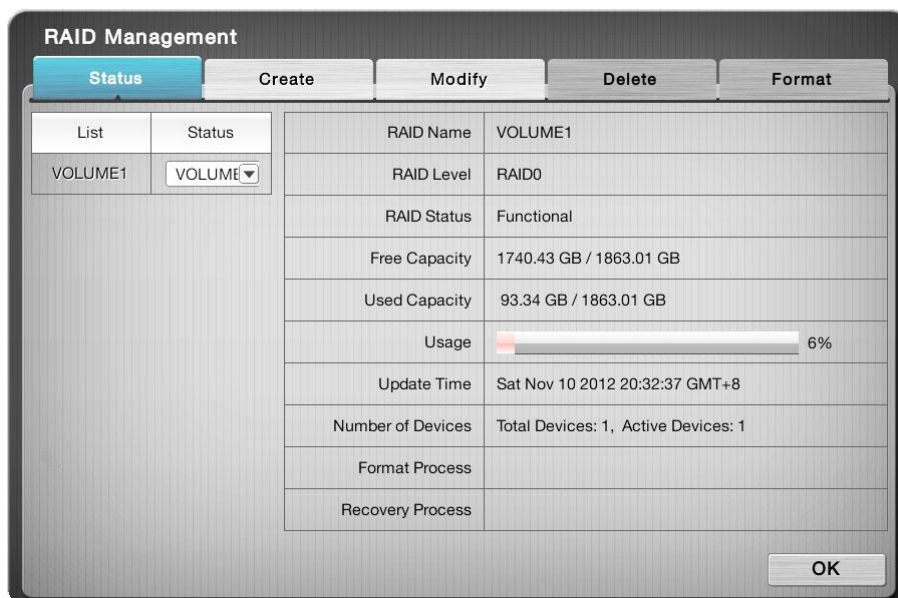 RAID Management
Status Create Modify Delete Format
List Status
VOLUME1 VOLUME
RAID Name VOLUME1
RAID Level RAID0
RAID Status Functional
Free Capacity 1740.43 GB / 1863.01 GB
Used Capacity 93.34 GB / 1863.01 GB
Usage 6%
Update Time Sat Nov 10 2012 20:32:37 GMT+8
Number of Devices Total Devices: 1, Active Devices: 1
Format Process
Recovery Process
OK